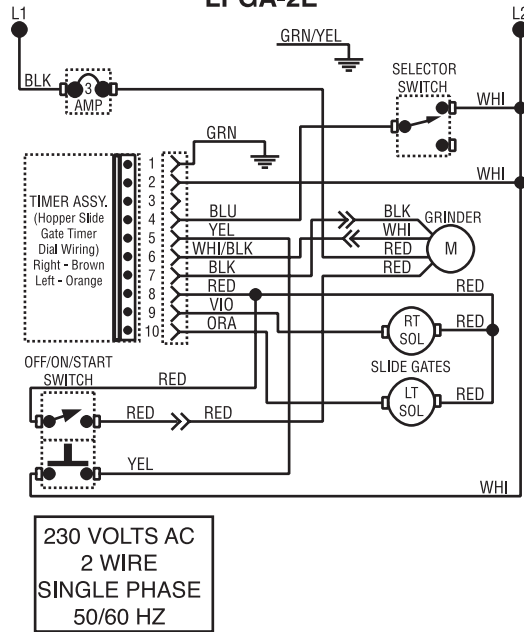 LPGA-2E
L1
L2
GRN/YEL
BLK
3
AMP
SELECTOR
SWITCH
WHI
GRN
WHI
TIMER ASSY.
(Hopper Slide
Gate Timer
Dial Wiring)
Right - Brown
Left - Orange
1
2
3
4
5
6
7
8
9
10
BLU
YEL
WHI/BLK
BLK
RED
VIO
ORA
BLK
WHI
RED
RED
GRINDER
M
RED
RT
SOL
RED
SLIDE GATES
LT
SOL
RED
OFF/ON/START
SWITCH
RED
RED
RED
YEL
WHI
230 VOLTS AC
2 WIRE
SINGLE PHASE
50/60 HZ